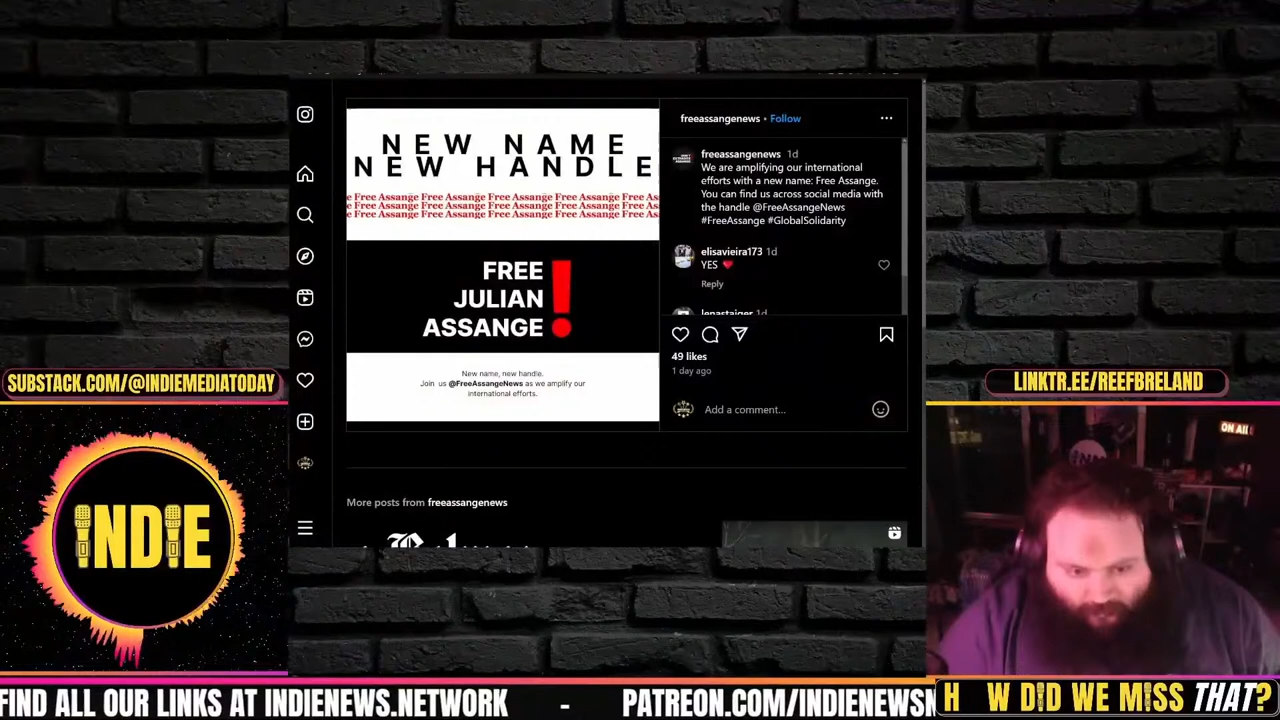 NEW NAME
NEW HANDLE
e Free Assange Free Assange Free Assange Free Assange Free As
e Free Assange Free Assange Free Assange Free Assange Free As
e Free Assange Free Assange Free Assange Free Assange Free As
FREE
JULIAN
ASSANGE!
New name, new handle.
Join us @FreeAssangeNews as we amplify our
international efforts.
freeassangenews • Follow
freeassangenews 1d
We are amplifying our international
efforts with a new name: Free Assange.
You can find us across social media with
the handle @FreeAssangeNews
#FreeAssange #GlobalSolidarity
elisavieira173 1d
YES
Reply
lenastaiger 1d
49 likes
1 day ago
Add a comment...
More posts from freeassangenews
SUBSTACK.COM/@INDIEMEDIATODAY
INDIE
LINKTR.EE/REEFBRELAND
ON AIR
FIND ALL OUR LINKS AT INDIENEWS.NETWORK - PATREON.COM/INDIENEWSN
H W DID WE MISS THAT?